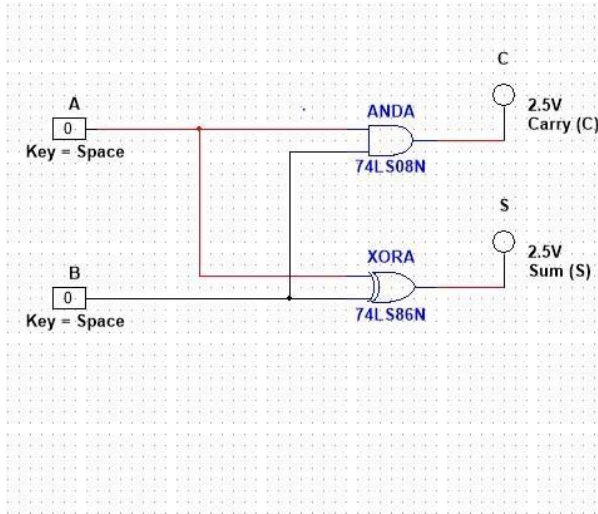 C
A
ANDA
2.5V
Carry (C)
0
Key = Space
74LS08N
S
B
XORA
2.5V
Sum (S)
0
Key = Space
74LS86N